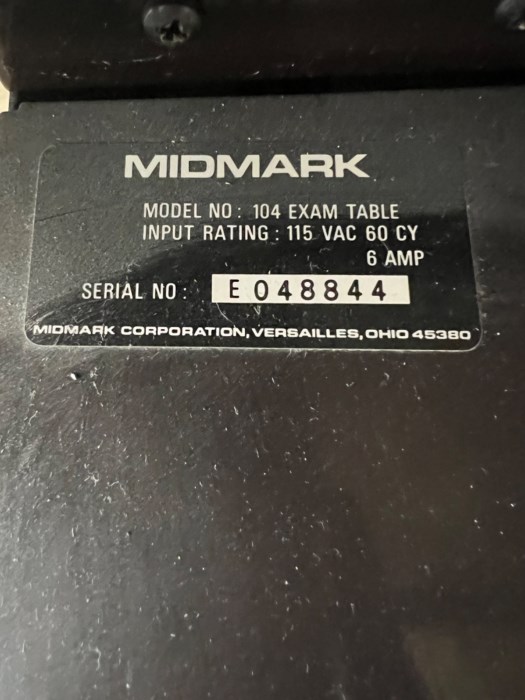 MIDMARK
MODEL NO: 104 EXAM TABLE
INPUT RATING: 115 VAC 60 CY
6 AMP
SERIAL NO: E 048844
MIDMARK CORPORATION, VERSAILLES, OHIO 45380